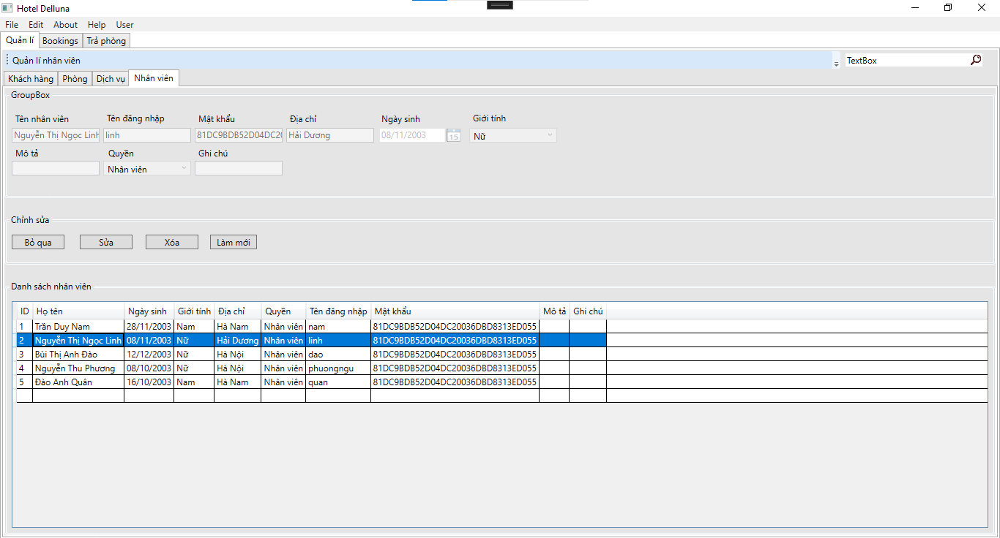 Hotel Delluna
File Edit About Help User
Quản lí Bookings Trả phòng
Quản lí nhân viên TextBox
Khách hàng Phòng Dịch vụ Nhân viên
GroupBox
Tên nhân viên Tên đăng nhập Mật khẩu Địa chỉ Ngày sinh Giới tính
Nguyễn Thị Ngọc Linh linh 81DC9BDB52D04DC20 Hải Dương 08/11/2003 15 Nữ
Mô tả Quyền Ghi chú
Nhân viên
Chỉnh sửa
Bỏ qua Sửa Xóa Làm mới
Danh sách nhân viên
ID Họ tên Ngày sinh Giới tính Địa chỉ Quyền Tên đăng nhập Mật khẩu Mô tả Ghi chú
1 Trần Duy Nam 28/11/2003 Nam Hà Nam Nhân viên nam 81DC9BDB52D04DC20036DBD8313ED055
2 Nguyễn Thị Ngọc Linh 08/11/2003 Nữ Hải Dương Nhân viên linh 81DC9BDB52D04DC20036DBD8313ED055
3 Bùi Thị Anh Đào 12/12/2003 Nữ Hà Nội Nhân viên dao 81DC9BDB52D04DC20036DBD8313ED055
4 Nguyễn Thu Phương 08/10/2003 Nữ Hà Nội Nhân viên phuongngu 81DC9BDB52D04DC20036DBD8313ED055
5 Đào Anh Quân 16/10/2003 Nam Hà Nam Nhân viên quan 81DC9BDB52D04DC20036DBD8313ED055